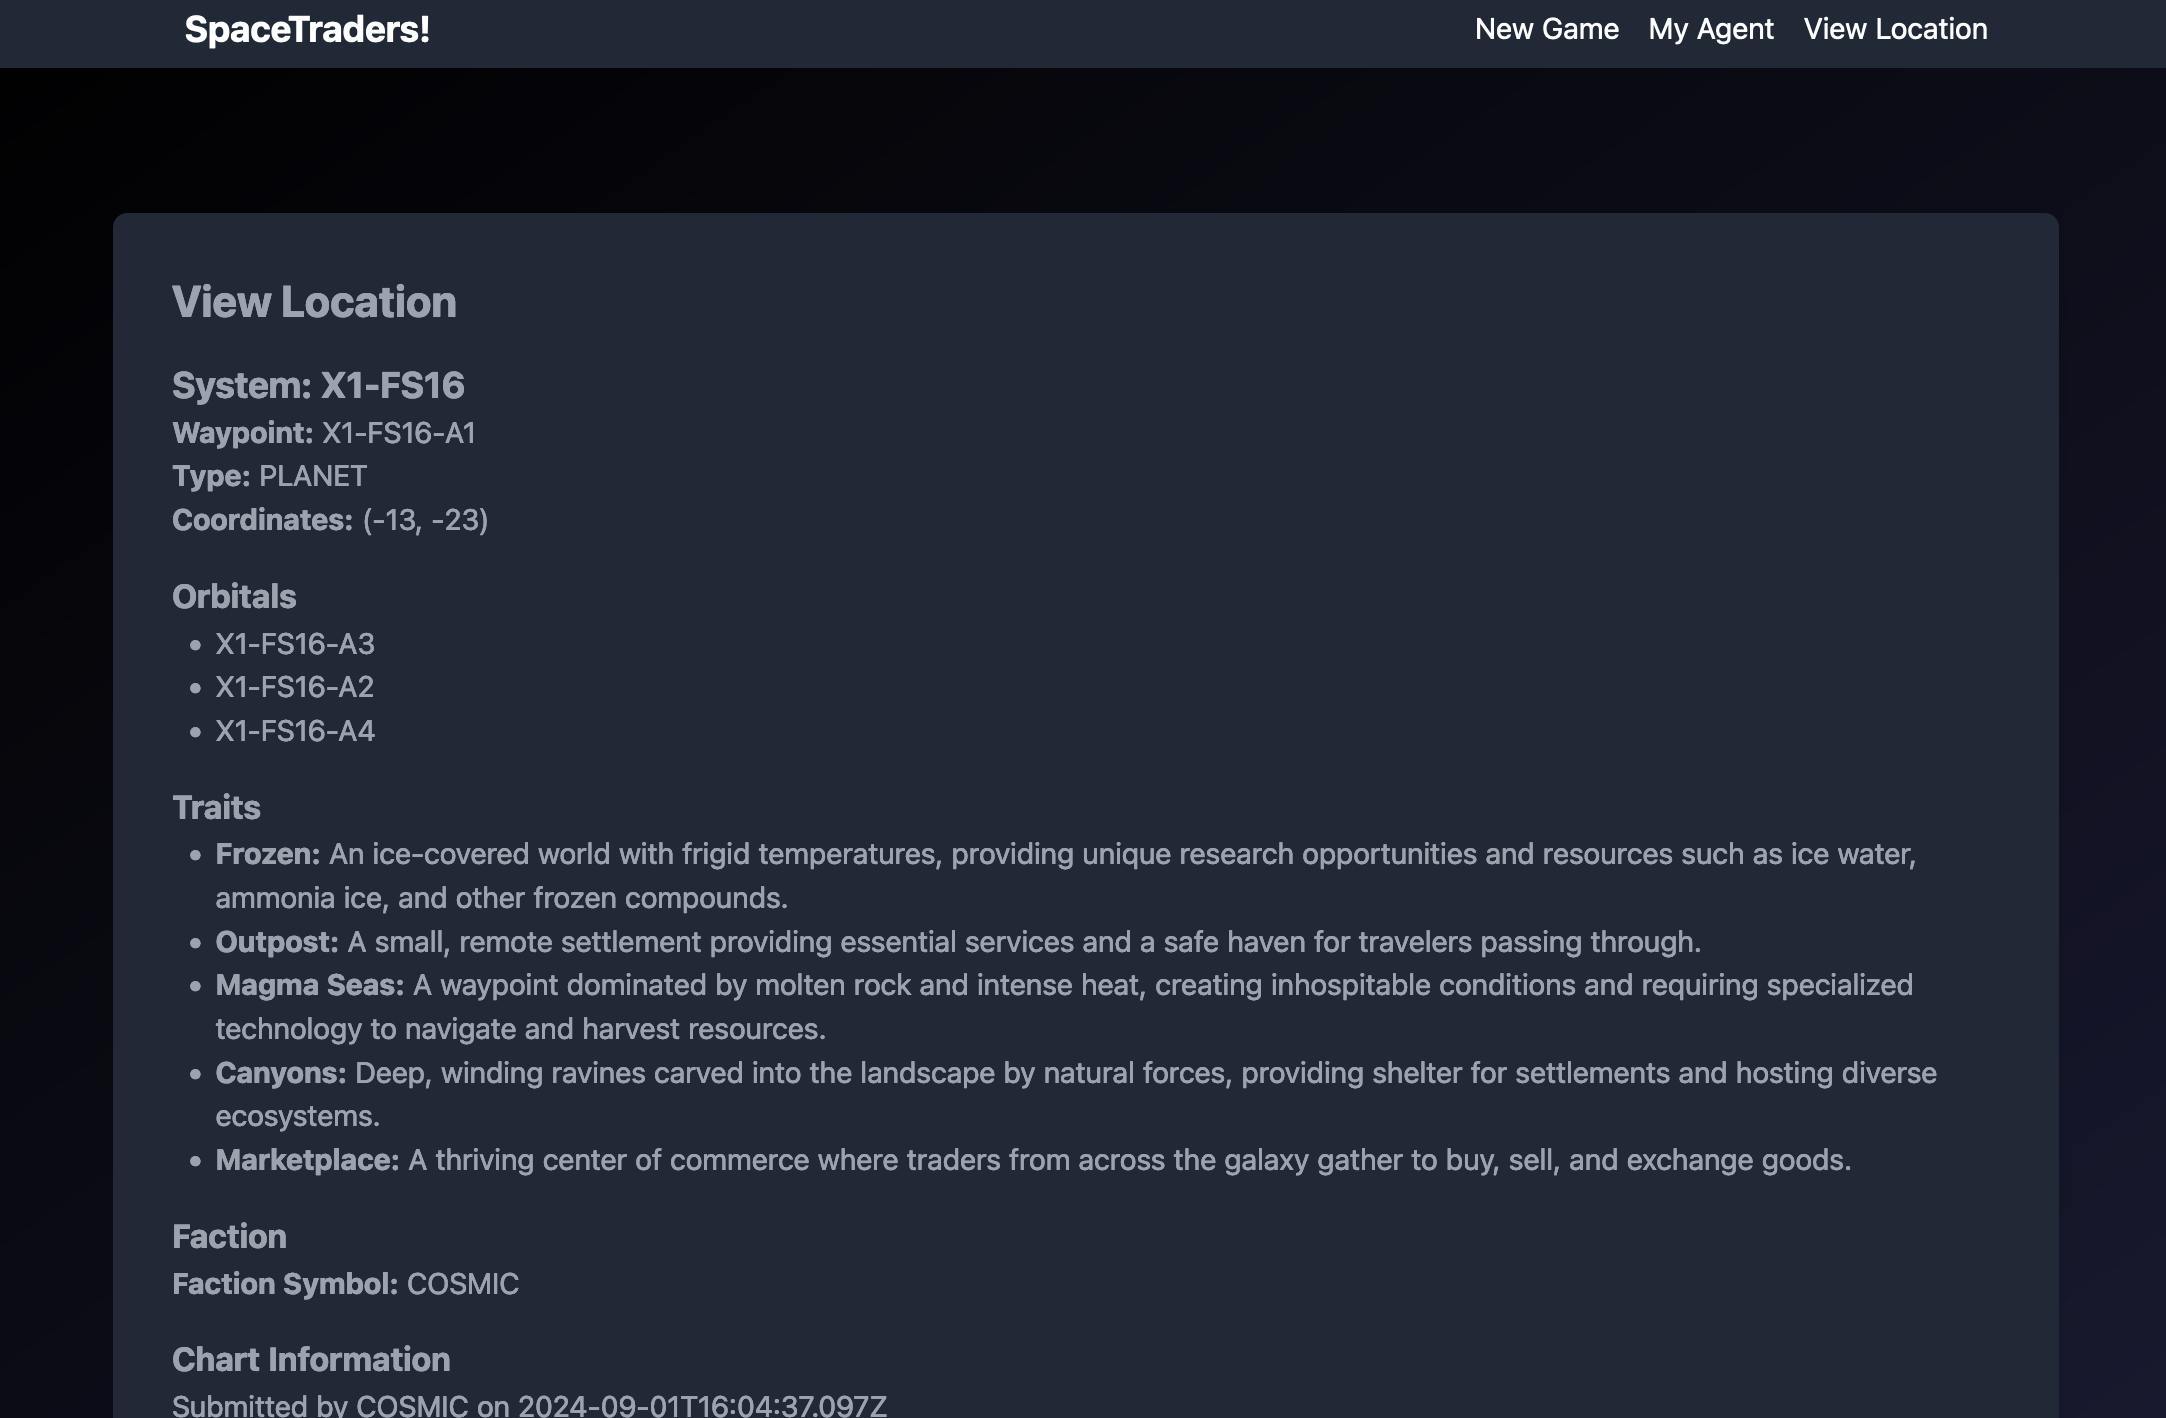 SpaceTraders!
New Game My Agent View Location
View Location
System: X1-FS16
Waypoint: X1-FS16-A1
Type: PLANET
Coordinates: (-13, -23)
Orbitals
• X1-FS16-A3
• X1-FS16-A2
• X1-FS16-A4
Traits
• Frozen: An ice-covered world with frigid temperatures, providing unique research opportunities and resources such as ice water,
ammonia ice, and other frozen compounds.
• Outpost: A small, remote settlement providing essential services and a safe haven for travelers passing through.
• Magma Seas: A waypoint dominated by molten rock and intense heat, creating inhospitable conditions and requiring specialized
technology to navigate and harvest resources.
• Canyons: Deep, winding ravines carved into the landscape by natural forces, providing shelter for settlements and hosting diverse
ecosystems.
• Marketplace: A thriving center of commerce where traders from across the galaxy gather to buy, sell, and exchange goods.
Faction
Faction Symbol: COSMIC
Chart Information
Submitted by COSMIC on 2024-09-01T16:04:37.097Z